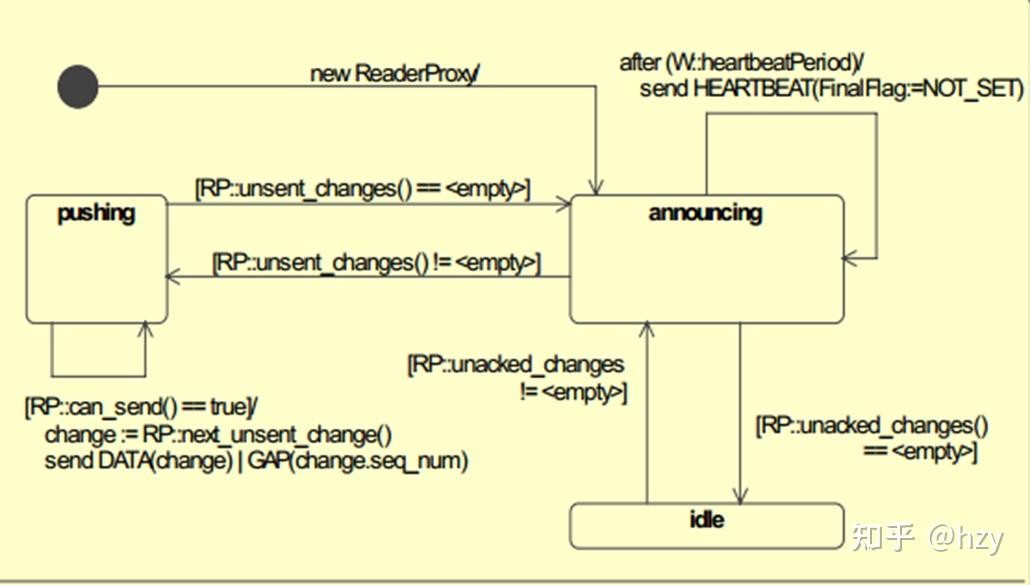 new ReaderProxy/
after (W::heartbeatPeriod)/
send HEARTBEAT(FinalFlag:=NOT_SET)
[RP::unsent_changes() == <empty>]
pushing
announcing
[RP::unsent_changes() != <empty>]
[RP::unacked_changes
!= <empty>]
[RP::can_send() == true]/
change := RP::next_unsent_change()
send DATA(change) | GAP(change.seq_num)
[RP::unacked_changes()
== <empty>]
idle
知乎 @hzy